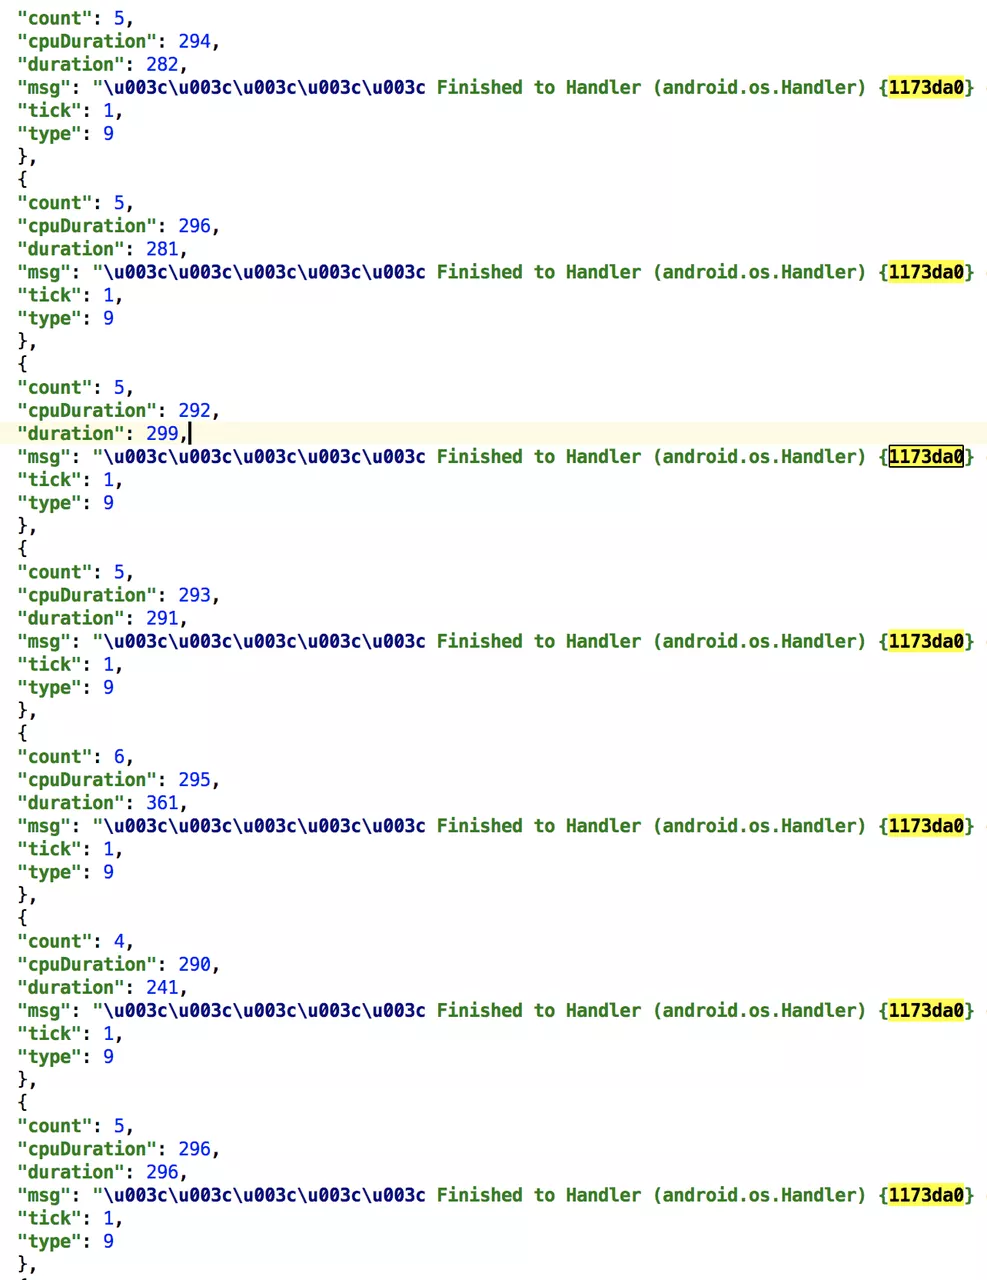 "count": 5,
"cpuDuration": 294,
"duration": 282,
"msg": "\u003c\u003c\u003c\u003c\u003c Finished to Handler (android.os.Handler) {1173da0}
"tick": 1,
"type": 9
},
{
"count": 5,
"cpuDuration": 296,
"duration": 281,
"msg": "\u003c\u003c\u003c\u003c\u003c Finished to Handler (android.os.Handler) {1173da0}
"tick": 1,
"type": 9
},
{
"count": 5,
"cpuDuration": 292,
"duration": 299,
"msg": "\u003c\u003c\u003c\u003c\u003c Finished to Handler (android.os.Handler) {1173da0}
"tick": 1,
"type": 9
},
{
"count": 5,
"cpuDuration": 293,
"duration": 291,
"msg": "\u003c\u003c\u003c\u003c\u003c Finished to Handler (android.os.Handler) {1173da0}
"tick": 1,
"type": 9
},
{
"count": 6,
"cpuDuration": 295,
"duration": 361,
"msg": "\u003c\u003c\u003c\u003c\u003c Finished to Handler (android.os.Handler) {1173da0}
"tick": 1,
"type": 9
},
{
"count": 4,
"cpuDuration": 290,
"duration": 241,
"msg": "\u003c\u003c\u003c\u003c\u003c Finished to Handler (android.os.Handler) {1173da0}
"tick": 1,
"type": 9
},
{
"count": 5,
"cpuDuration": 296,
"duration": 296,
"msg": "\u003c\u003c\u003c\u003c\u003c Finished to Handler (android.os.Handler) {1173da0}
"tick": 1,
"type": 9
},